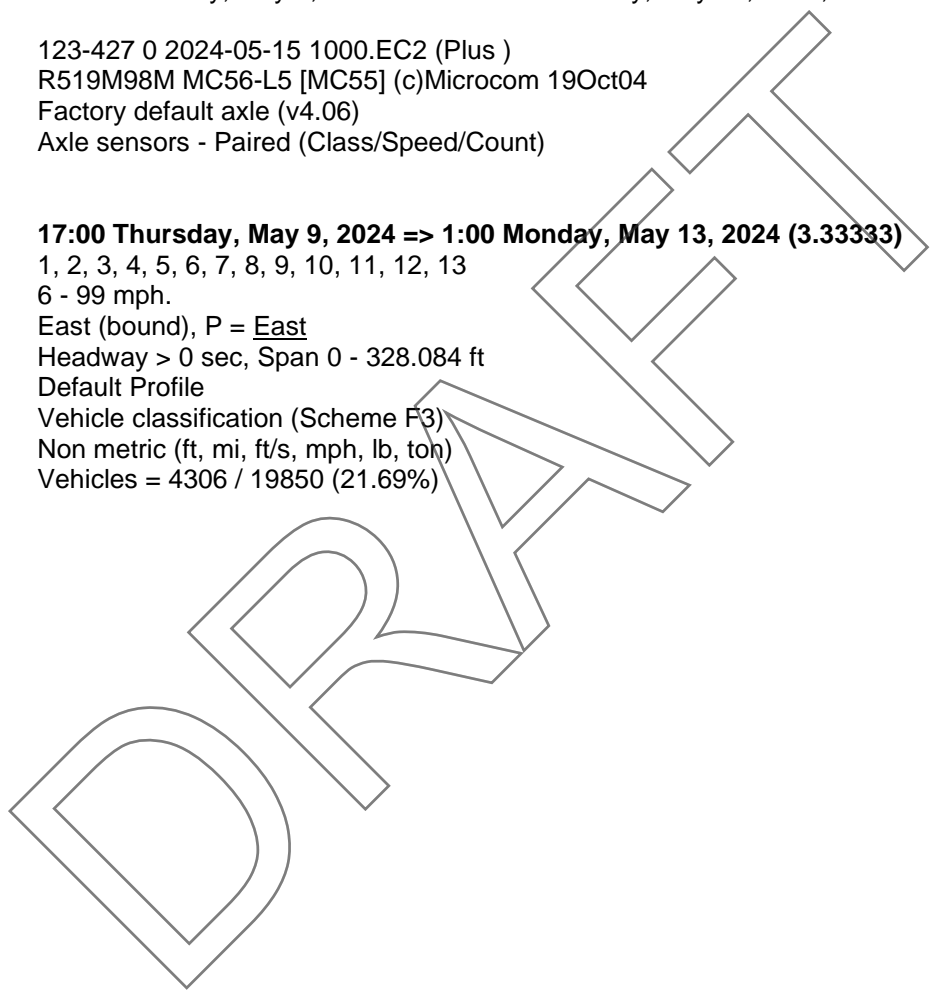 123-427 0 2024-05-15 1000.EC2 (Plus )
R519M98M MC56-L5 [MC55] (c)Microcom 19Oct04
Factory default axle (v4.06)
Axle sensors - Paired (Class/Speed/Count)
17:00 Thursday, May 9, 2024 => 1:00 Monday, May 13, 2024 (3.33333)
1, 2, 3, 4, 5, 6, 7, 8, 9, 10, 11, 12, 13
6 - 99 mph.
East (bound), P = East
Headway > 0 sec, Span 0 - 328.084 ft
Default Profile
Vehicle classification (Scheme F3)
Non metric (ft, mi, ft/s, mph, lb, ton)
Vehicles = 4306 / 19850 (21.69%)
DRAFT